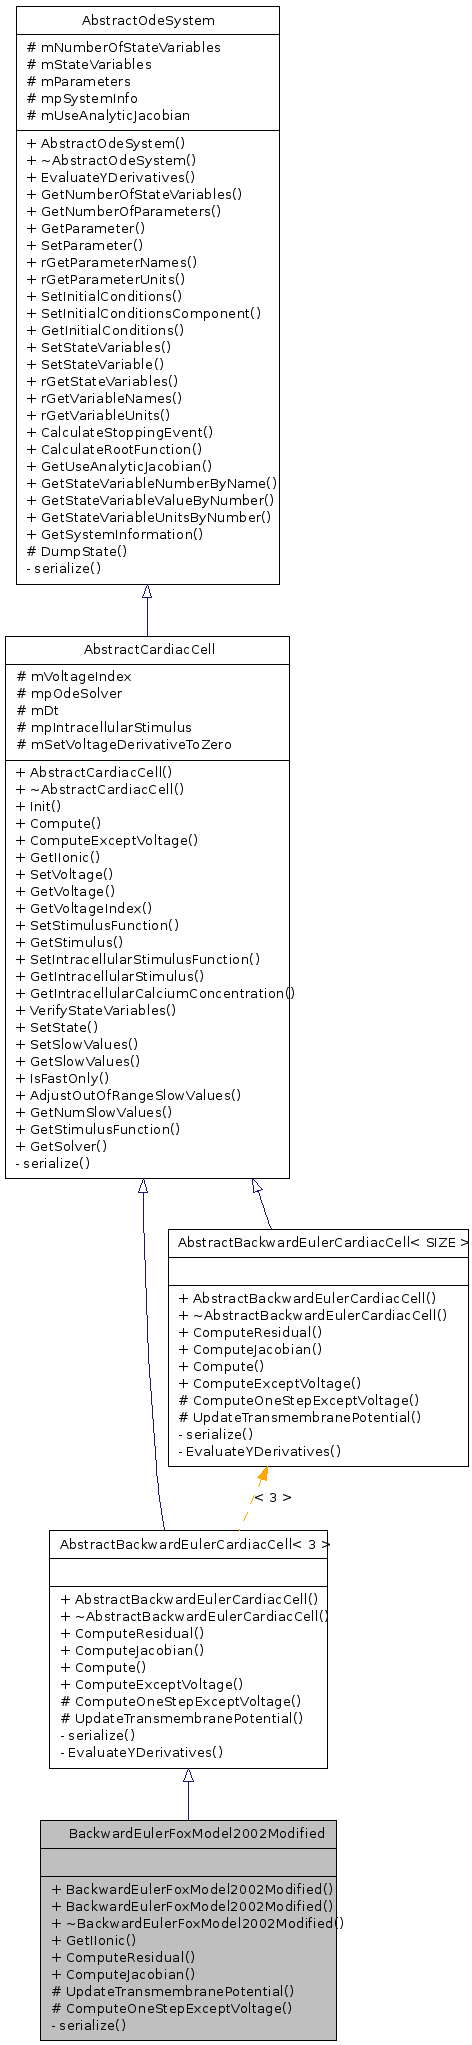 AbstractOdeSystem
# mNumberOfStateVariables
# mStateVariables
# mParameters
# mpSystemInfo
# mUseAnalyticJacobian
+ AbstractOdeSystem()
+ ~AbstractOdeSystem()
+ EvaluateYDerivatives()
+ GetNumberOfStateVariables()
+ GetNumberOfParameters()
+ GetParameter()
+ SetParameter()
+ rGetParameterNames()
+ rGetParameterUnits()
+ SetInitialConditions()
+ SetInitialConditionsComponent()
+ GetInitialConditions()
+ SetStateVariables()
+ SetStateVariable()
+ rGetStateVariables()
+ rGetVariableNames()
+ rGetVariableUnits()
+ CalculateStoppingEvent()
+ CalculateRootFunction()
+ GetUseAnalyticJacobian()
+ GetStateVariableNumberByName()
+ GetStateVariableValueByNumber()
+ GetStateVariableUnitsByNumber()
+ GetSystemInformation()
# DumpState()
- serialize()
AbstractCardiacCell
# mVoltageIndex
# mpOdeSolver
# mDt
# mpIntracellularStimulus
# mSetVoltageDerivativeToZero
+ AbstractCardiacCell()
+ ~AbstractCardiacCell()
+ Init()
+ Compute()
+ ComputeExceptVoltage()
+ GetIIonic()
+ SetVoltage()
+ GetVoltage()
+ GetVoltageIndex()
+ SetStimulusFunction()
+ GetStimulus()
+ SetIntracellularStimulusFunction()
+ GetIntracellularStimulus()
+ GetIntracellularCalciumConcentration()
+ VerifyStateVariables()
+ SetState()
+ SetSlowValues()
+ GetSlowValues()
+ IsFastOnly()
+ AdjustOutOfRangeSlowValues()
+ GetNumSlowValues()
+ GetStimulusFunction()
+ GetSolver()
- serialize()
AbstractBackwardEulerCardiacCell< SIZE >
+ AbstractBackwardEulerCardiacCell()
+ ~AbstractBackwardEulerCardiacCell()
+ ComputeResidual()
+ ComputeJacobian()
+ Compute()
+ ComputeExceptVoltage()
# ComputeOneStepExceptVoltage()
# UpdateTransmembranePotential()
- serialize()
- EvaluateYDerivatives()
< 3 >
AbstractBackwardEulerCardiacCell< 3 >
+ AbstractBackwardEulerCardiacCell()
+ ~AbstractBackwardEulerCardiacCell()
+ ComputeResidual()
+ ComputeJacobian()
+ Compute()
+ ComputeExceptVoltage()
# ComputeOneStepExceptVoltage()
# UpdateTransmembranePotential()
- serialize()
- EvaluateYDerivatives()
BackwardEulerFoxModel2002Modified
+ BackwardEulerFoxModel2002Modified()
+ BackwardEulerFoxModel2002Modified()
+ ~BackwardEulerFoxModel2002Modified()
+ GetIIonic()
+ ComputeResidual()
+ ComputeJacobian()
# UpdateTransmembranePotential()
# ComputeOneStepExceptVoltage()
- serialize()